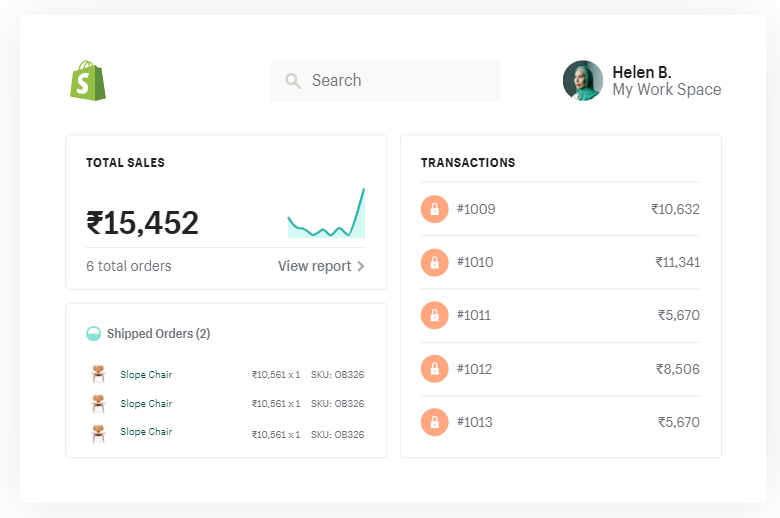 S
Search
Helen B.
My Work Space
TOTAL SALES
₹15,452
6 total orders
View report
Shipped Orders (2)
Slope Chair ₹10,561 x 1 SKU: OB326
Slope Chair ₹10,561 x 1 SKU: OB326
Slope Chair ₹10,561 x 1 SKU: OB326
TRANSACTIONS
#1009 ₹10,632
#1010 ₹11,341
#1011 ₹5,670
#1012 ₹8,506
#1013 ₹5,670